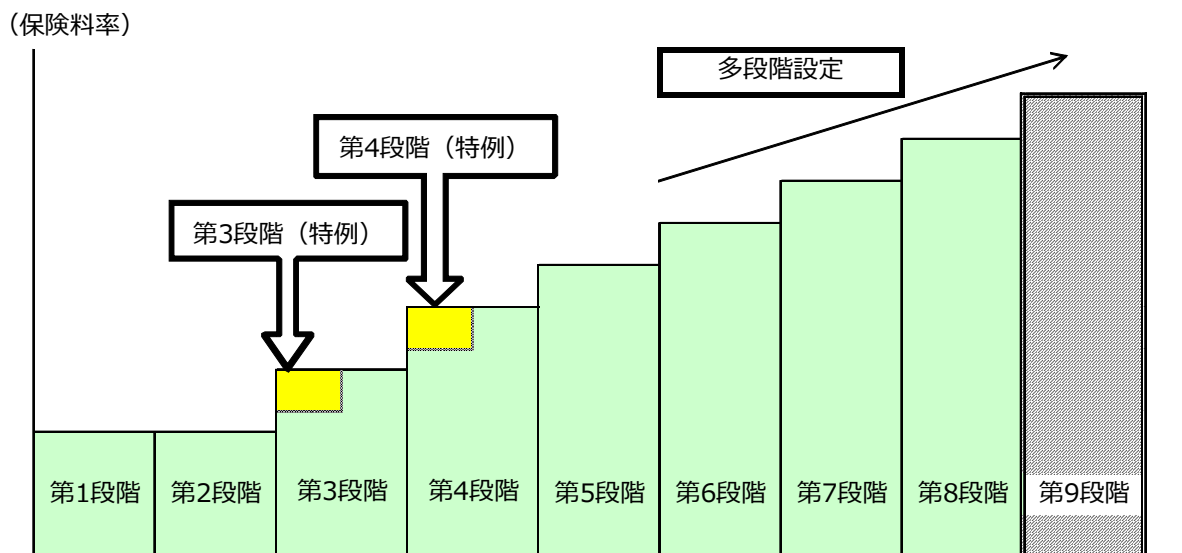 （保険料率）
多段階設定
第4段階（特例）
第3段階（特例）
第1段階
第2段階
第3段階
第4段階
第5段階
第6段階
第7段階
第8段階
第9段階